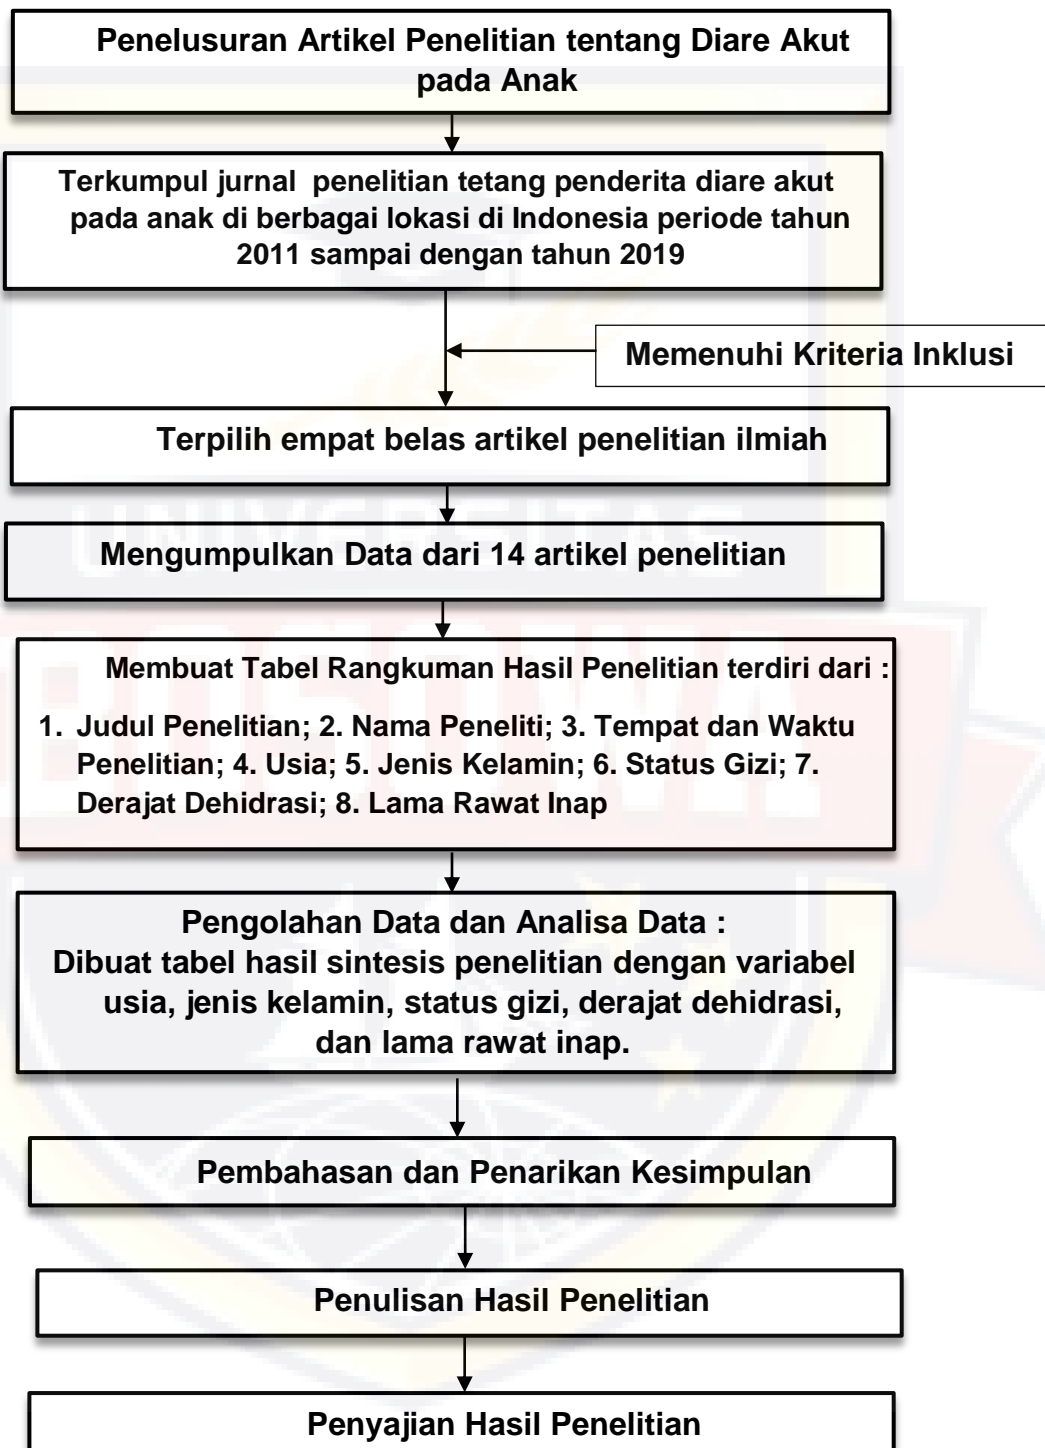 Penelusuran Artikel Penelitian tentang Diare Akut
pada Anak
Terkumpul jurnal penelitian tetang penderita diare akut
pada anak di berbagai lokasi di Indonesia periode tahun
2011 sampai dengan tahun 2019
Memenuhi Kriteria Inklusi
Terpilih empat belas artikel penelitian ilmiah
UNIVERSITAS
Mengumpulkan Data dari 14 artikel penelitian
BOSOWA
Membuat Tabel Rangkuman Hasil Penelitian terdiri dari :
1. Judul Penelitian; 2. Nama Peneliti; 3. Tempat dan Waktu
Penelitian; 4. Usia; 5. Jenis Kelamin; 6. Status Gizi; 7.
Derajat Dehidrasi; 8. Lama Rawat Inap
Pengolahan Data dan Analisa Data :
Dibuat tabel hasil sintesis penelitian dengan variabel
usia, jenis kelamin, status gizi, derajat dehidrasi,
dan lama rawat inap.
Pembahasan dan Penarikan Kesimpulan
Penulisan Hasil Penelitian
Penyajian Hasil Penelitian